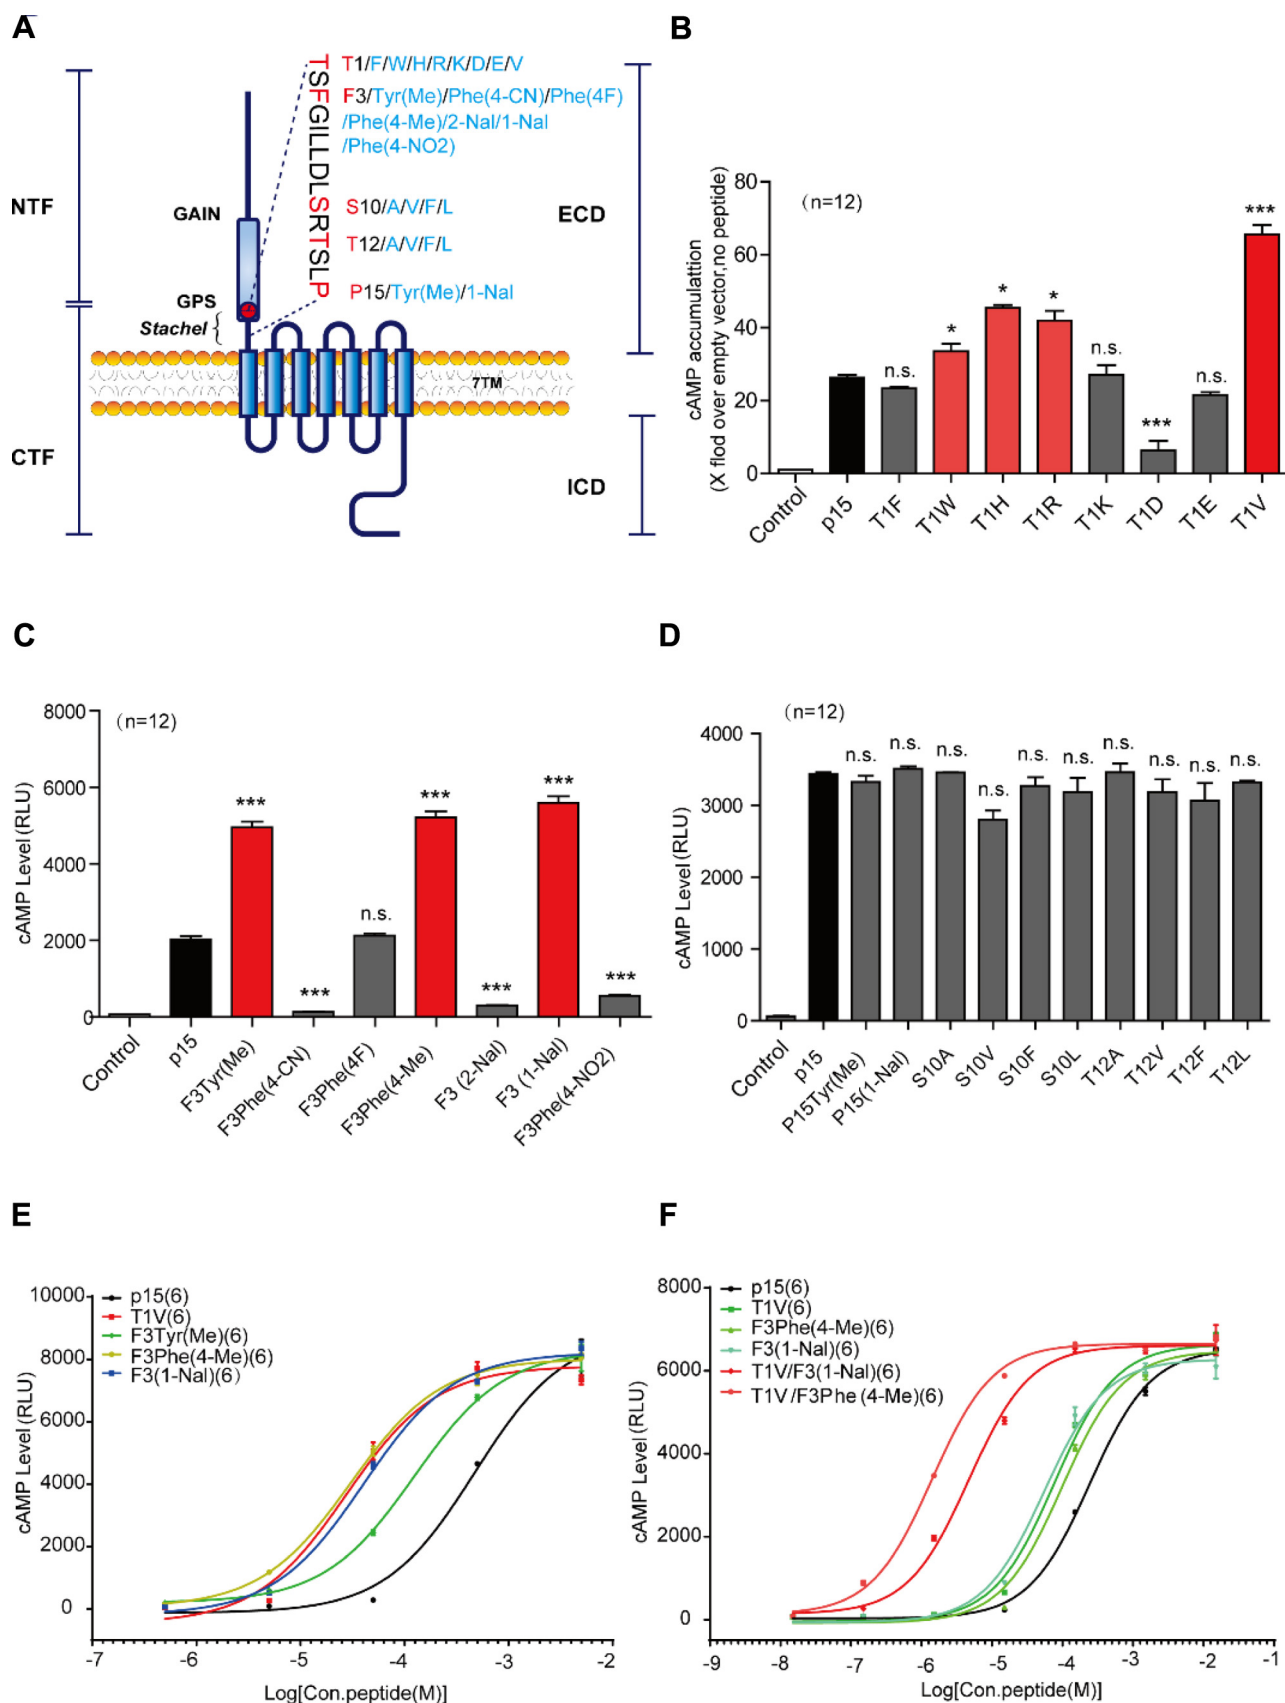 A
T1/F/W/H/R/K/D/E/V
F3/Tyr(Me)/Phe(4-CN)/Phe(4F)
/Phe(4-Me)/2-Nal/1-Nal
/Phe(4-NO2)
TSFGILLDLSRTSLP
S10/A/V/F/L
T12/A/V/F/L
P15/Tyr(Me)/1-Nal
NTF
GAIN
GPS
Stachel
ECD
7TM
CTF
ICD
B
(n=12)
cAMP accumulattion
(X flod over empty vector,no peptide)
80
60
40
20
0
n.s.
*
*
*
n.s.
***
n.s.
***
Control
p15
T1F
T1W
T1H
T1R
T1K
T1D
T1E
T1V
C
(n=12)
cAMP Level (RLU)
8000
6000
4000
2000
0
***
***
n.s.
***
***
***
***
Control
p15
F3Tyr(Me)
F3Phe(4-CN)
F3Phe(4F)
F3Phe(4-Me)
F3 (2-Nal)
F3 (1-Nal)
F3Phe(4-NO2)
D
(n=12)
cAMP Level (RLU)
4000
3000
2000
1000
0
n.s.
n.s.
n.s.
n.s.
n.s.
n.s.
n.s.
n.s.
n.s.
n.s.
Control
p15
P15Tyr(Me)
P15(1-Nal)
S10A
S10V
S10F
S10L
T12A
T12V
T12F
T12L
E
cAMP Level (RLU)
10000
8000
6000
4000
2000
0
p15(6)
T1V(6)
F3Tyr(Me)(6)
F3Phe(4-Me)(6)
F3(1-Nal)(6)
-7 -6 -5 -4 -3 -2
Log[Con.peptide(M)]
F
cAMP Level (RLU)
8000
6000
4000
2000
0
p15(6)
T1V(6)
F3Phe(4-Me)(6)
F3(1-Nal)(6)
T1V/F3(1-Nal)(6)
T1V/F3Phe (4-Me)(6)
-9 -8 -7 -6 -5 -4 -3 -2 -1
Log[Con.peptide(M)]